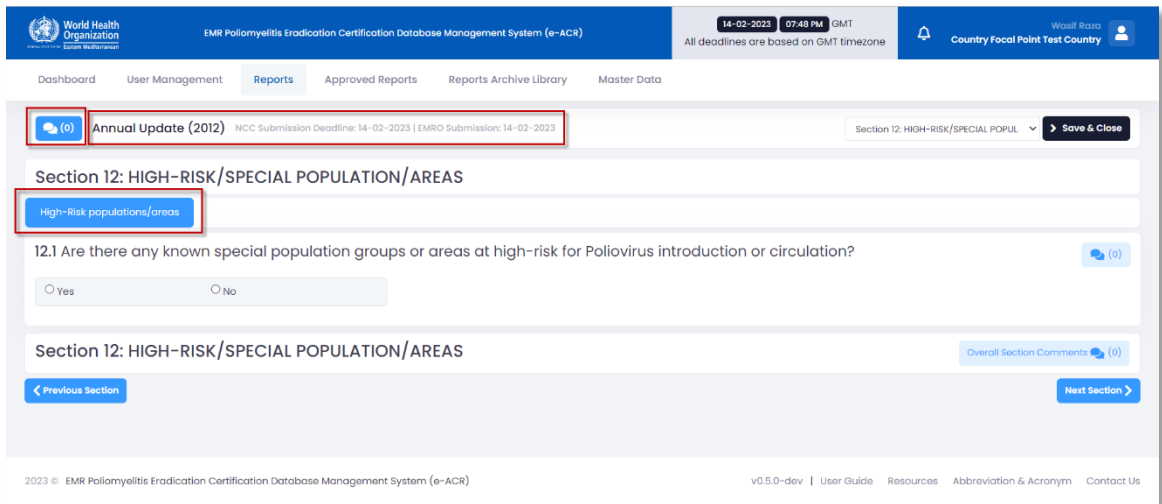 World Health
Organization
Eastern Mediterranean
EMR Poliomyelitis Eradication Certification Database Management System (e-ACR)
14-02-2023 07:48 PM GMT
All deadlines are based on GMT timezone
Wasif Raza
Country Focal Point Test Country
Dashboard User Management Reports Approved Reports Reports Archive Library Master Data
(0) Annual Update (2012) NCC Submission Deadline: 14-02-2023 | EMRO Submission: 14-02-2023
Section 12: HIGH-RISK/SPECIAL POPUL
Save & Close
Section 12: HIGH-RISK/SPECIAL POPULATION/AREAS
High-Risk populations/areas
12.1 Are there any known special population groups or areas at high-risk for Poliovirus introduction or circulation?
(0)
Yes No
Section 12: HIGH-RISK/SPECIAL POPULATION/AREAS
Overall Section Comments (0)
Previous Section
Next Section
2023 © EMR Poliomyelitis Eradication Certification Database Management System (e-ACR)
v0.5.0-dev | User Guide Resources Abbreviation & Acronym Contact Us